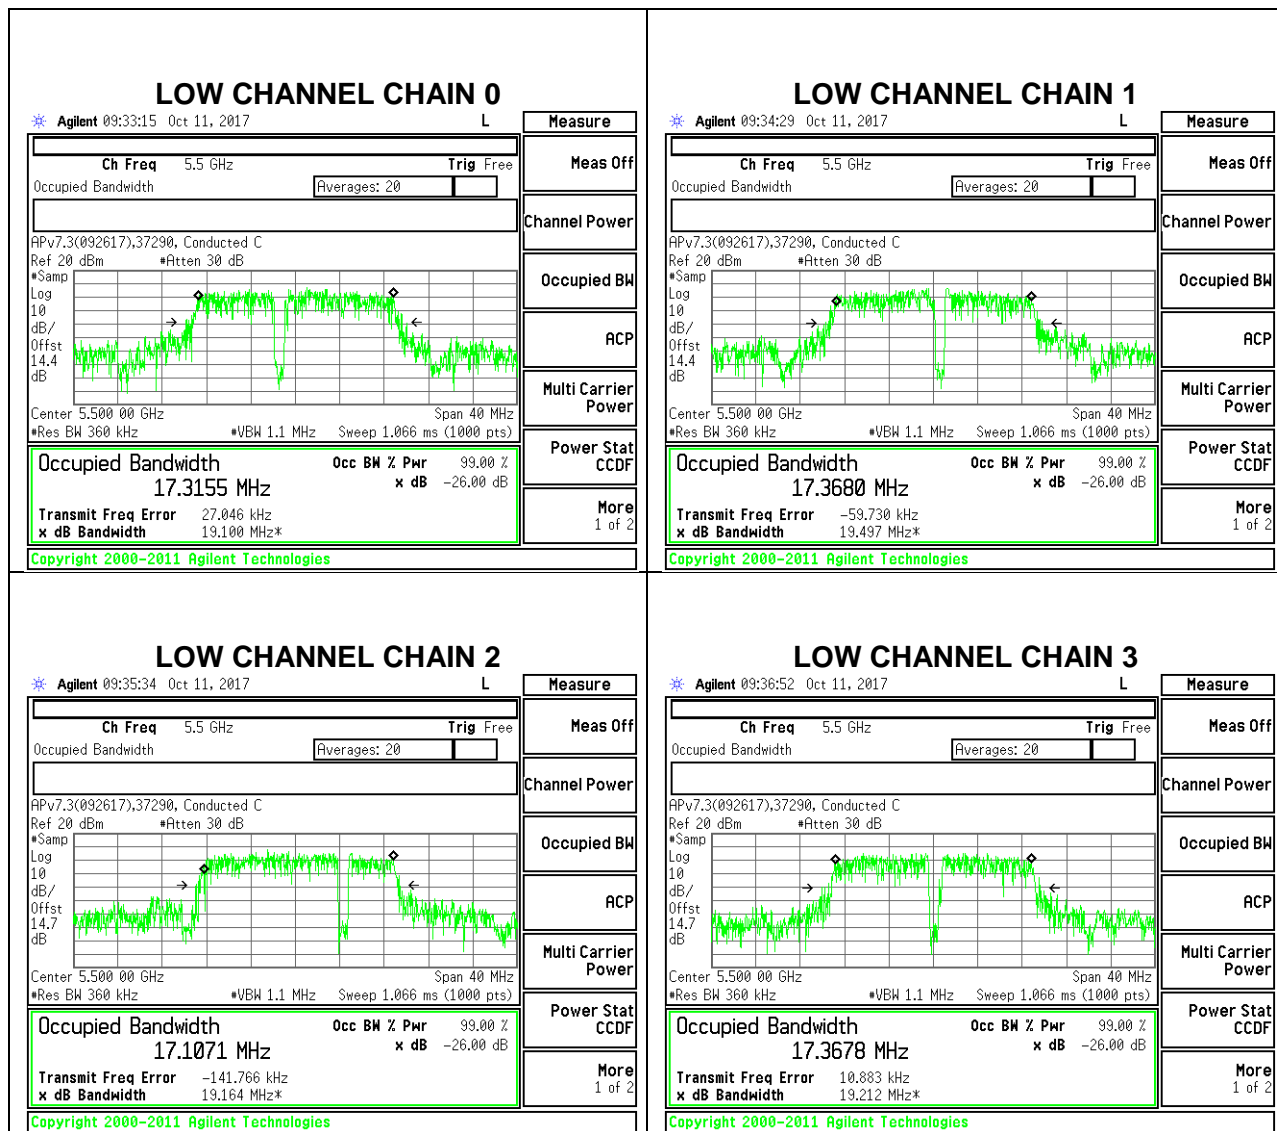 LOW CHANNEL CHAIN 0
Agilent 09:33:15 Oct 11, 2017 L Measure
Ch Freq 5.5 GHz Trig Free
Occupied Bandwidth Averages: 20
APv7.3(092617),37290, Conducted C
Ref 20 dBm #Atten 30 dB
#Samp
Log
10
dB/
Offst
14.4
dB
Center 5.500 00 GHz Span 40 MHz
#Res BW 360 kHz #VBW 1.1 MHz Sweep 1.066 ms (1000 pts)
Occupied Bandwidth Occ BW % Pwr 99.00 %
17.3155 MHz x dB -26.00 dB
Transmit Freq Error 27.046 kHz
x dB Bandwidth 19.100 MHz*
Copyright 2000-2011 Agilent Technologies
Meas Off
Channel Power
Occupied BW
ACP
Multi Carrier
Power
Power Stat
CCDF
More
1 of 2
LOW CHANNEL CHAIN 1
Agilent 09:34:29 Oct 11, 2017 L Measure
Ch Freq 5.5 GHz Trig Free
Occupied Bandwidth Averages: 20
APv7.3(092617),37290, Conducted C
Ref 20 dBm #Atten 30 dB
#Samp
Log
10
dB/
Offst
14.4
dB
Center 5.500 00 GHz Span 40 MHz
#Res BW 360 kHz #VBW 1.1 MHz Sweep 1.066 ms (1000 pts)
Occupied Bandwidth Occ BW % Pwr 99.00 %
17.3680 MHz x dB -26.00 dB
Transmit Freq Error -59.730 kHz
x dB Bandwidth 19.497 MHz*
Copyright 2000-2011 Agilent Technologies
Meas Off
Channel Power
Occupied BW
ACP
Multi Carrier
Power
Power Stat
CCDF
More
1 of 2
LOW CHANNEL CHAIN 2
Agilent 09:35:34 Oct 11, 2017 L Measure
Ch Freq 5.5 GHz Trig Free
Occupied Bandwidth Averages: 20
APv7.3(092617),37290, Conducted C
Ref 20 dBm #Atten 30 dB
#Samp
Log
10
dB/
Offst
14.7
dB
Center 5.500 00 GHz Span 40 MHz
#Res BW 360 kHz #VBW 1.1 MHz Sweep 1.066 ms (1000 pts)
Occupied Bandwidth Occ BW % Pwr 99.00 %
17.1071 MHz x dB -26.00 dB
Transmit Freq Error -141.766 kHz
x dB Bandwidth 19.164 MHz*
Copyright 2000-2011 Agilent Technologies
Meas Off
Channel Power
Occupied BW
ACP
Multi Carrier
Power
Power Stat
CCDF
More
1 of 2
LOW CHANNEL CHAIN 3
Agilent 09:36:52 Oct 11, 2017 L Measure
Ch Freq 5.5 GHz Trig Free
Occupied Bandwidth Averages: 20
APv7.3(092617),37290, Conducted C
Ref 20 dBm #Atten 30 dB
#Samp
Log
10
dB/
Offst
14.7
dB
Center 5.500 00 GHz Span 40 MHz
#Res BW 360 kHz #VBW 1.1 MHz Sweep 1.066 ms (1000 pts)
Occupied Bandwidth Occ BW % Pwr 99.00 %
17.3678 MHz x dB -26.00 dB
Transmit Freq Error 10.883 kHz
x dB Bandwidth 19.212 MHz*
Copyright 2000-2011 Agilent Technologies
Meas Off
Channel Power
Occupied BW
ACP
Multi Carrier
Power
Power Stat
CCDF
More
1 of 2